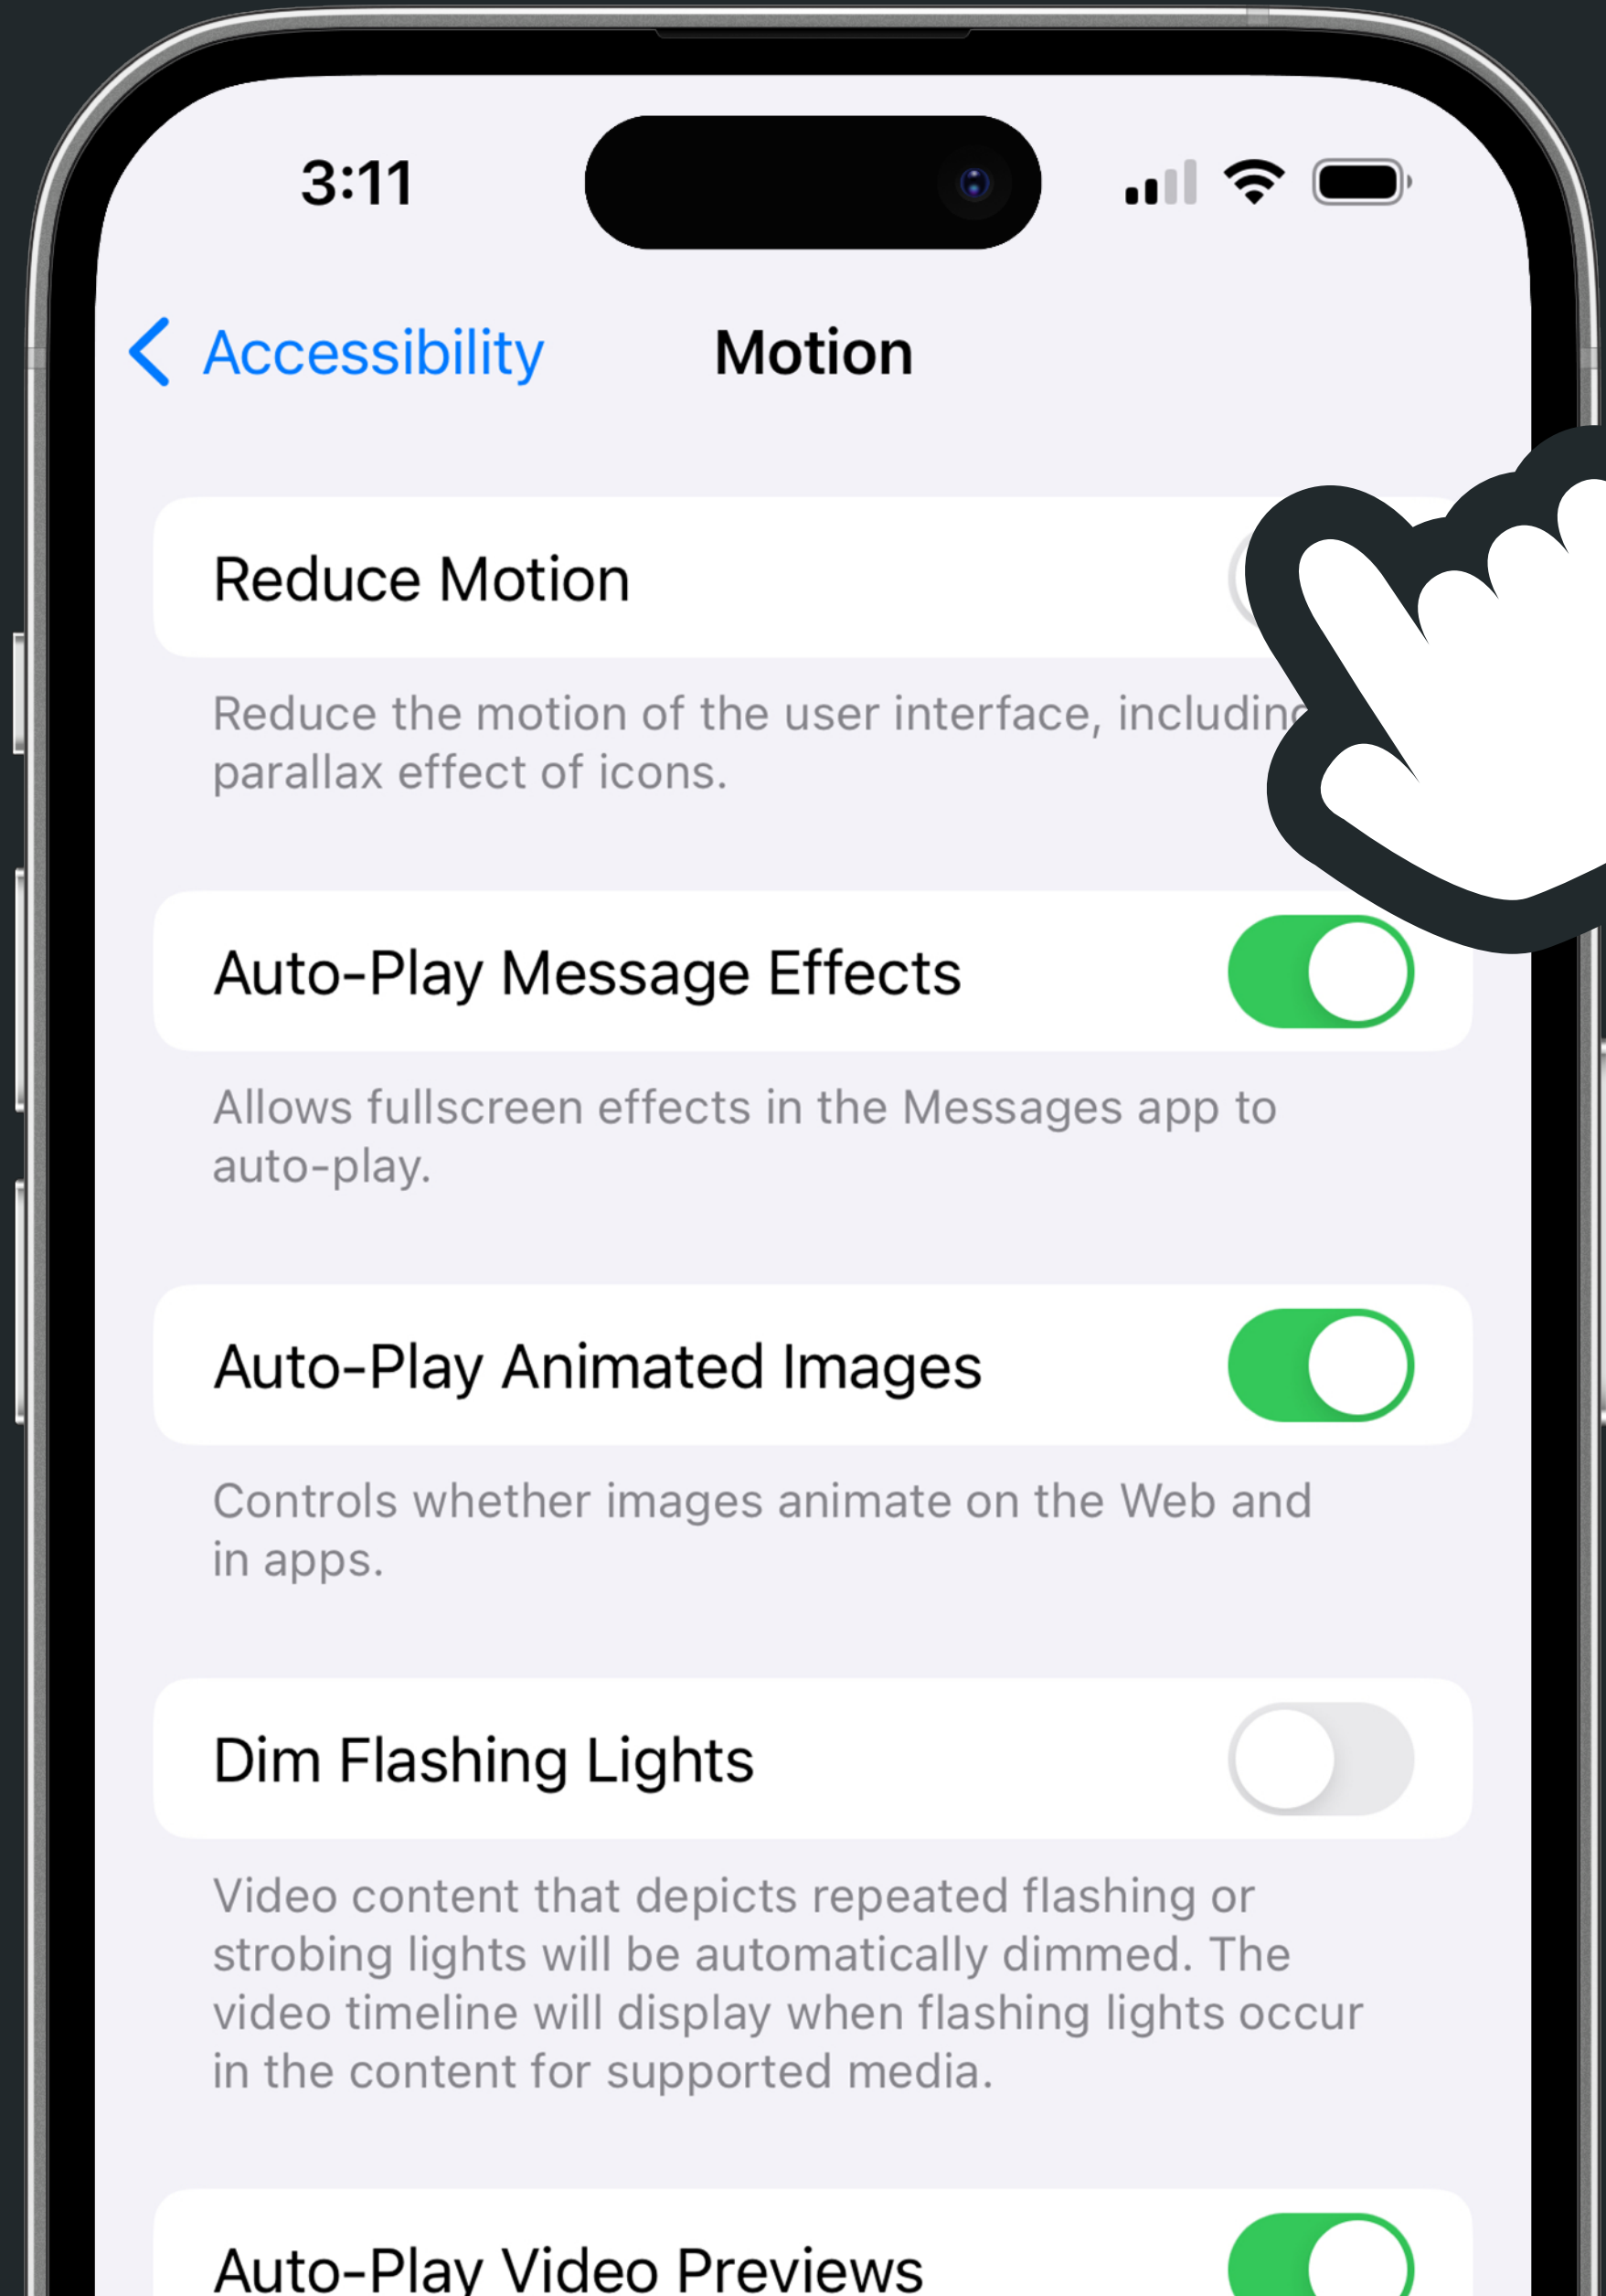 3:11
Accessibility
Motion
Reduce Motion
Reduce the motion of the user interface, including
parallax effect of icons.
Auto-Play Message Effects
Allows fullscreen effects in the Messages app to
auto-play.
Auto-Play Animated Images
Controls whether images animate on the Web and
in apps.
Dim Flashing Lights
Video content that depicts repeated flashing or
strobing lights will be automatically dimmed. The
video timeline will display when flashing lights occur
in the content for supported media.
Auto-Play Video Previews